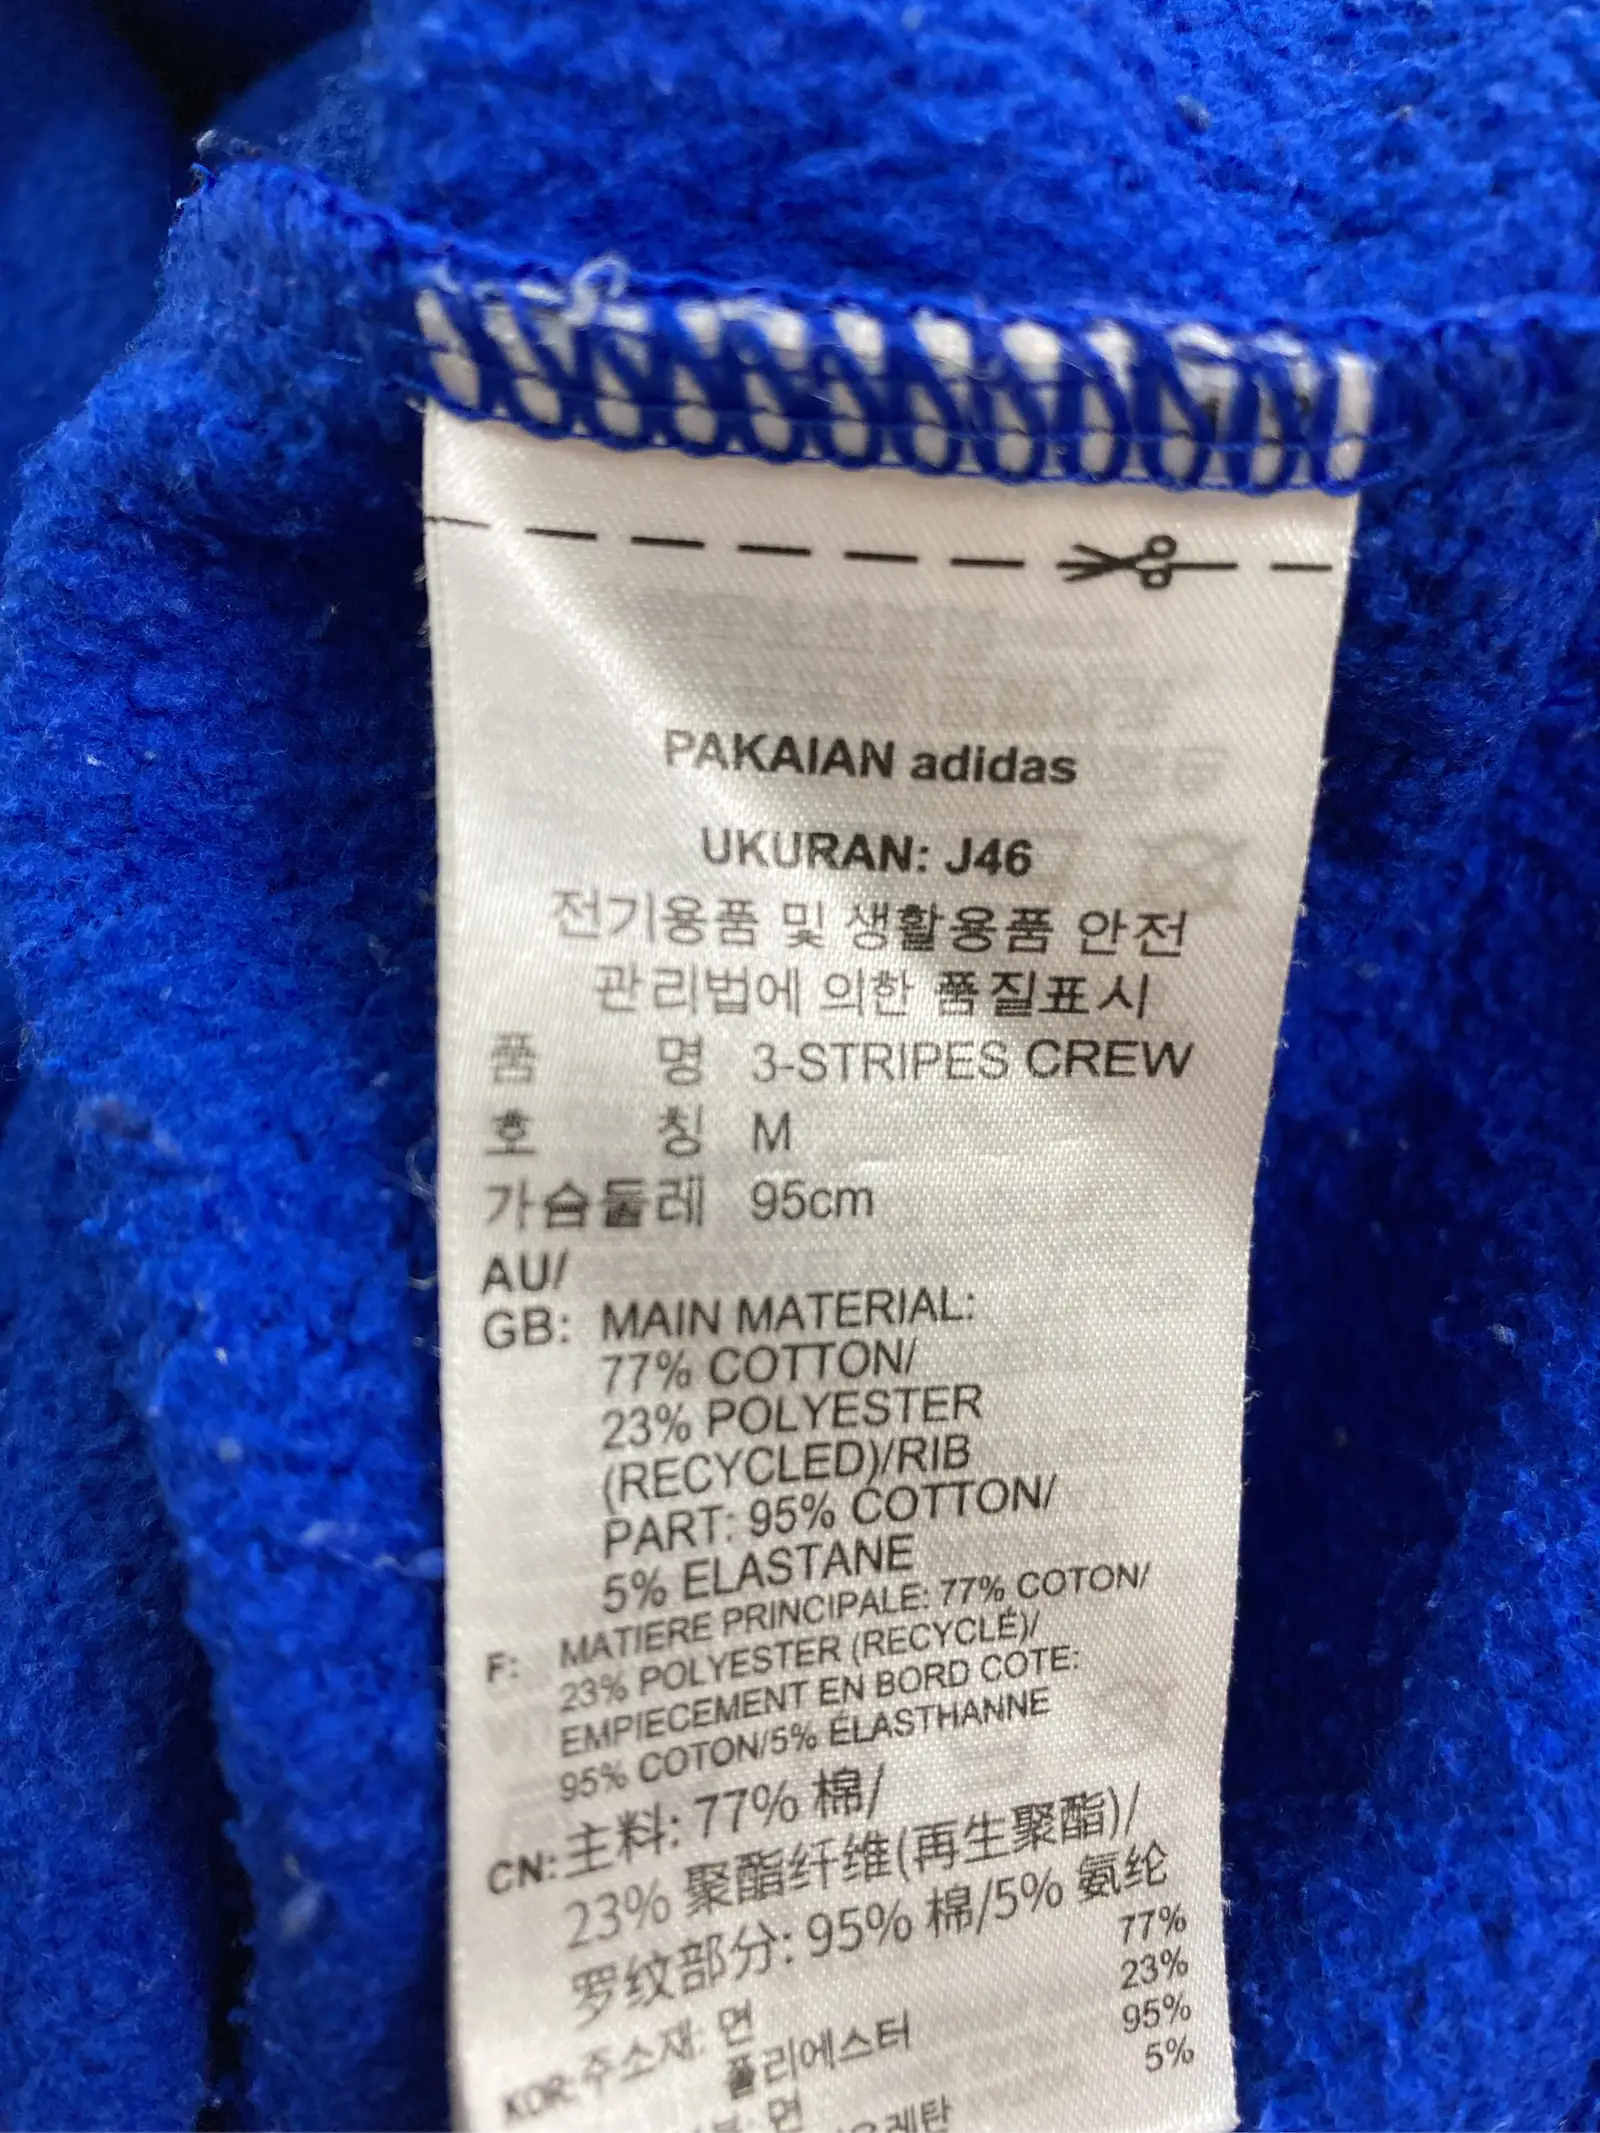 PAKAIAN adidas
UKURAN: J46
전기용품 및 생활용품 안전
관리법에 의한 품질표시
품 명 3-STRIPES CREW
호 칭 M
가슴둘레 95cm
AU/
GB: MAIN MATERIAL:
77% COTTON/
23% POLYESTER
(RECYCLED)/RIB
PART: 95% COTTON/
5% ELASTANE
F: MATIERE PRINCIPALE: 77% COTON/
23% POLYESTER (RECYCLÉ)/
EMPIECEMENT EN BORD COTE:
95% COTON/5% ÉLASTHANNE
CN: 主料: 77% 棉/
23% 聚酯纤维(再生聚酯)/
罗纹部分: 95% 棉/5% 氨纶
KOR: 주소재: 면 77%
폴리에스터 23%
면 95%
5%